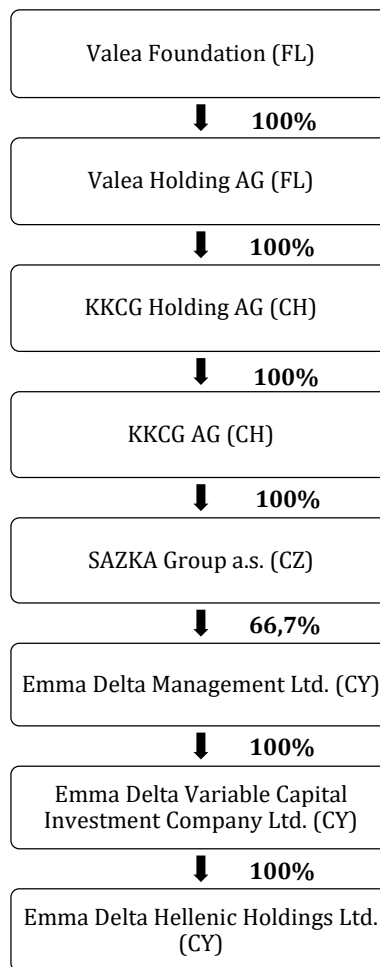 Valea Foundation (FL)
100%
Valea Holding AG (FL)
100%
KKCG Holding AG (CH)
100%
KKCG AG (CH)
100%
SAZKA Group a.s. (CZ)
66,7%
Emma Delta Management Ltd. (CY)
100%
Emma Delta Variable Capital
Investment Company Ltd. (CY)
100%
Emma Delta Hellenic Holdings Ltd.
(CY)